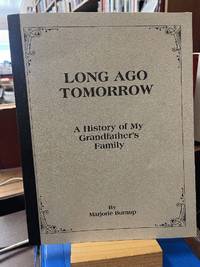 LONG AGO
TOMORROW
A History of My
Grandfather's
Family
By
Marjorie Burnup